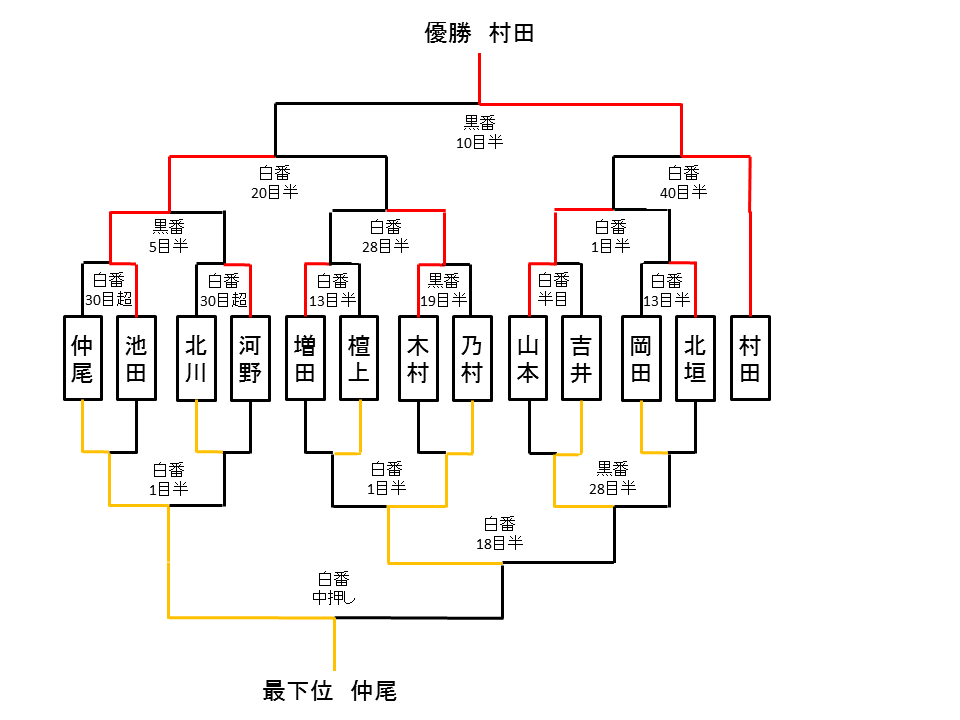 優勝　村田
黒番
10目半
白番
20目半
白番
40目半
黒番
5目半
白番
28目半
白番
1目半
白番
30目超
白番
30目超
白番
13目半
黒番
19目半
白番
半目
白番
13目半
仲尾
池田
北川
河野
増田
檀上
木村
乃村
山本
吉井
岡田
北垣
村田
白番
1目半
白番
1目半
黒番
28目半
白番
18目半
白番
中押し
最下位　仲尾